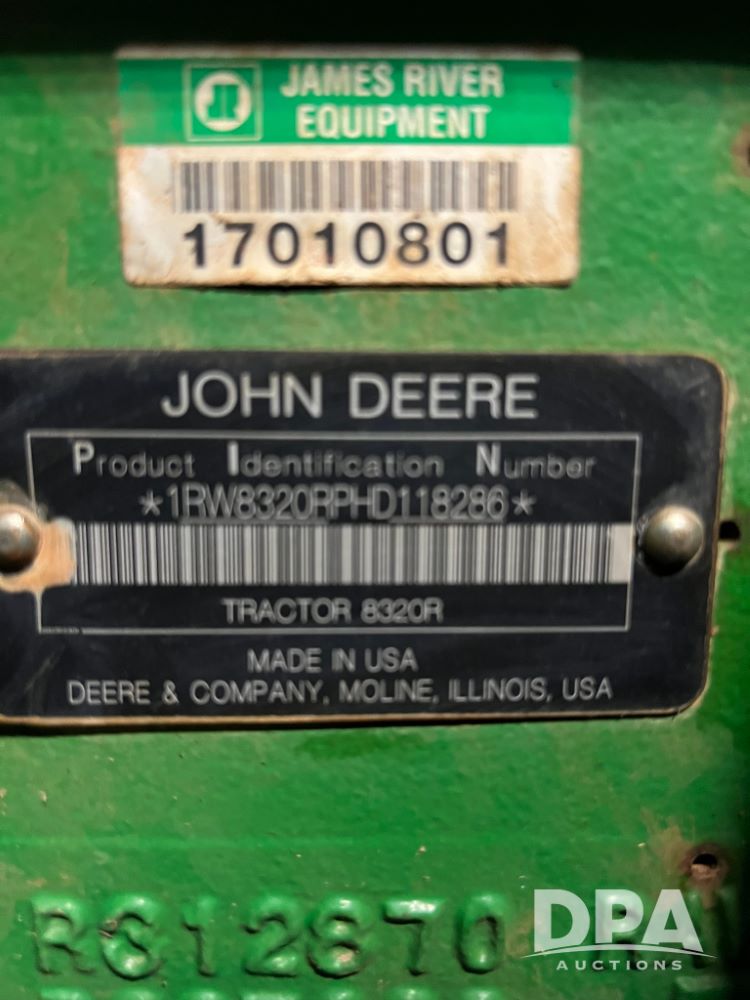 JAMES RIVER
EQUIPMENT
17010801
JOHN DEERE
Product Identification Number
*1RW8320RPHD118286*
TRACTOR 8320R
MADE IN USA
DEERE & COMPANY, MOLINE, ILLINOIS, USA
DPA
AUCTIONS